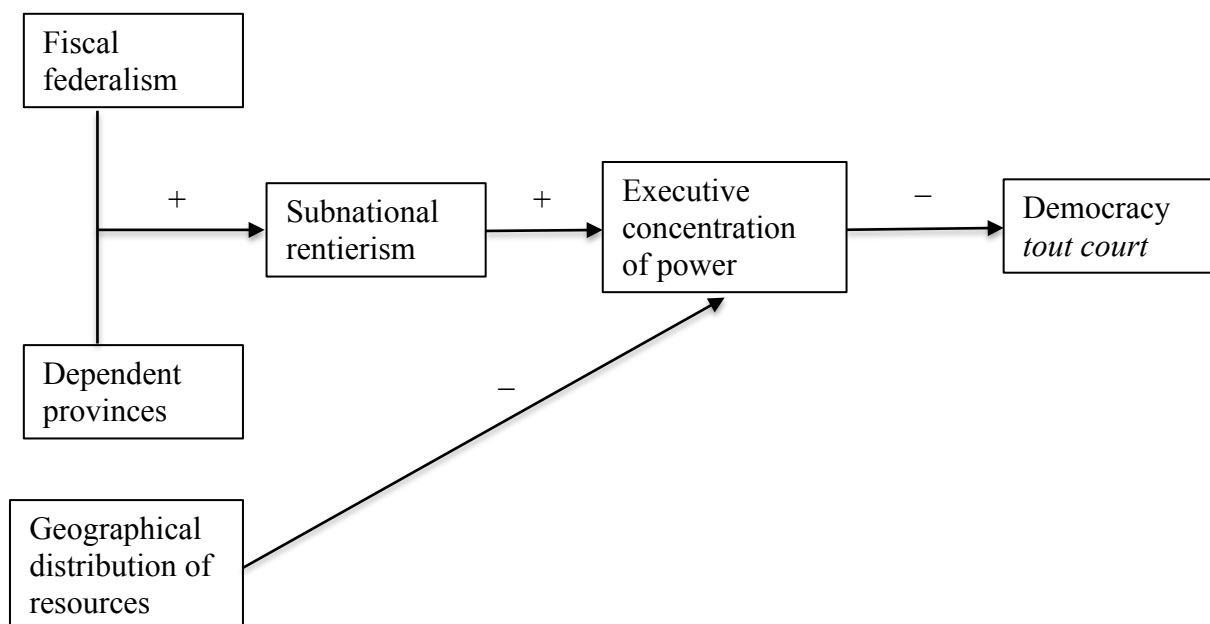 Fiscal
federalism
+
Subnational
rentierism
+
Executive
concentration
of power
−
Democracy
tout court
Dependent
provinces
−
Geographical
distribution of
resources